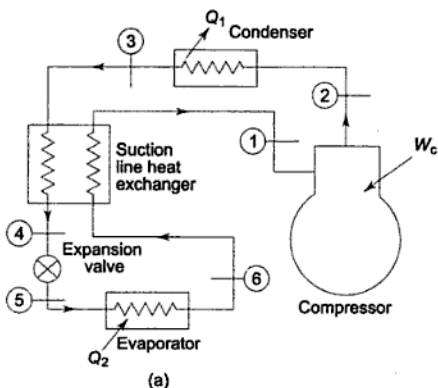 Q1
Condenser
3
2
1
Suction
line heat
exchanger
Wc
4
Expansion
valve
5
6
Compressor
Evaporator
Q2
(a)